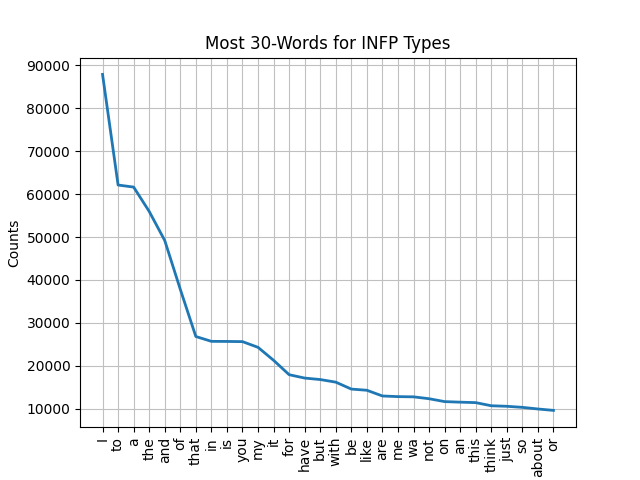 Most 30-Words for INFP Types
90000
80000
70000
60000
50000
40000
30000
20000
10000
Counts
I
to
a
the
and
of
that
in
is
you
my
it
for
have
but
with
be
like
are
me
wa
not
on
an
this
think
just
so
about
or